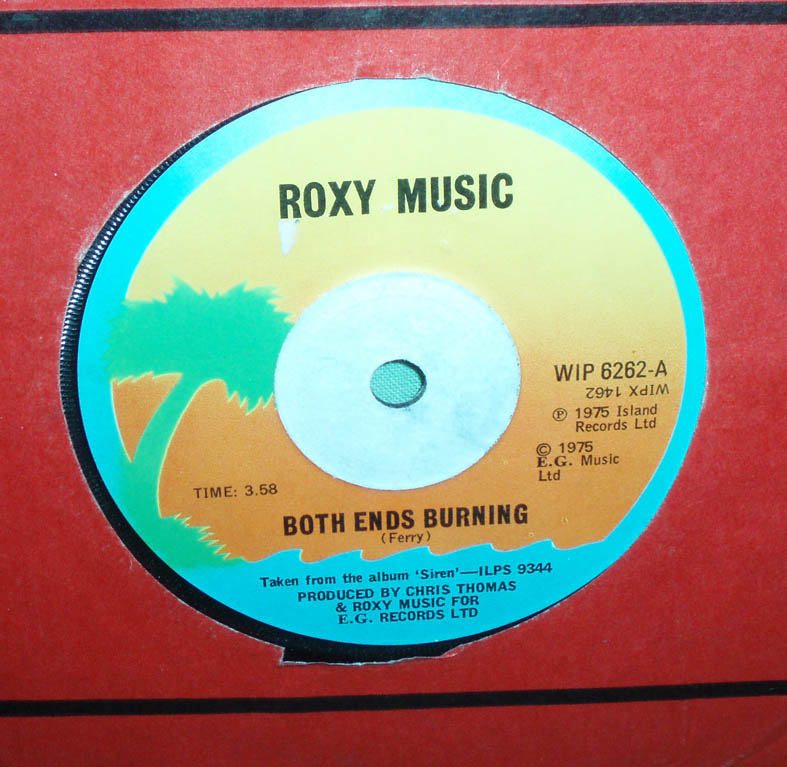 ROXY MUSIC
WIP 6262-A
WIPX 1462
℗ 1975 Island
Records Ltd
© 1975
E.G. Music
Ltd
TIME: 3.58
BOTH ENDS BURNING
(Ferry)
Taken from the album 'Siren'—ILPS 9344
PRODUCED BY CHRIS THOMAS
& ROXY MUSIC FOR
E.G. RECORDS LTD